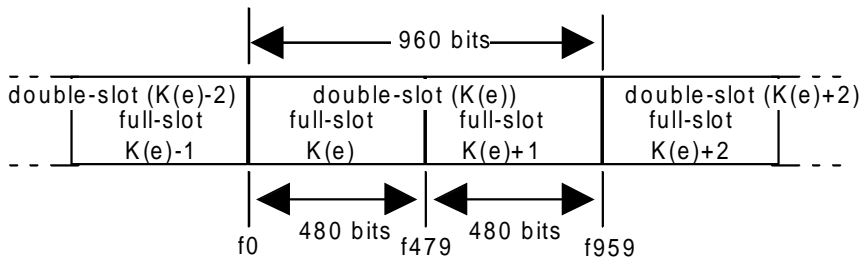 960 bits
double-slot (K(e)-2) double-slot (K(e)) double-slot (K(e)+2)
full-slot full-slot full-slot full-slot
K(e)-1 K(e) K(e)+1 K(e)+2
480 bits 480 bits
f0 f479 f959